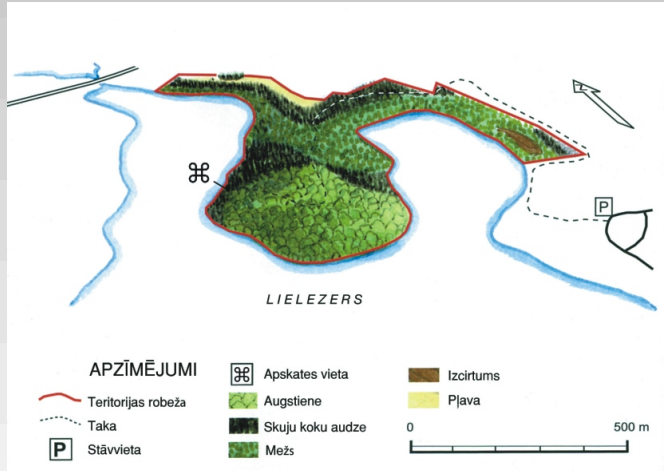 Z
P
LIELEZERS
APZĪMĒJUMI
Teritorijas robeža
Taka
P Stāvvieta
Apskates vieta
Augstiene
Skuju koku audze
Mežs
Izcirtums
Pļava
0 500 m